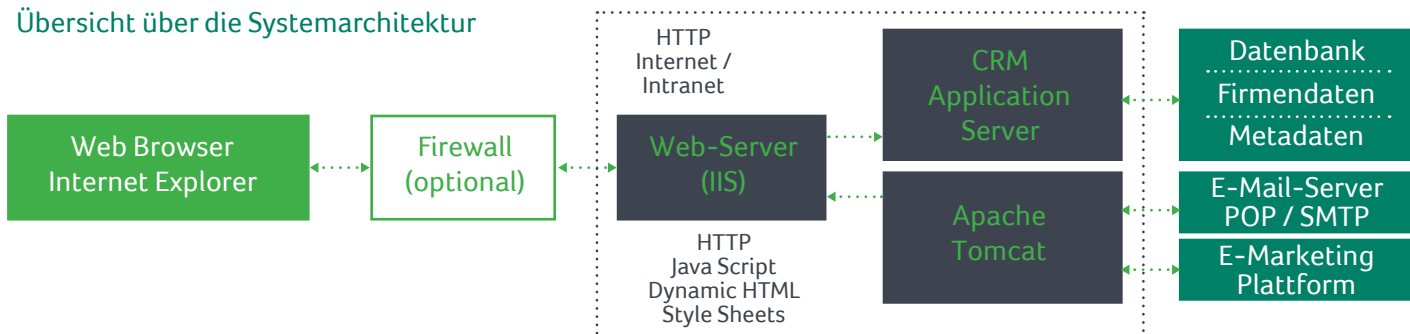 Übersicht über die Systemarchitektur
Web Browser
Internet Explorer
Firewall
(optional)
HTTP
Internet /
Intranet
Web-Server
(IIS)
HTTP
Java Script
Dynamic HTML
Style Sheets
CRM
Application
Server
Apache
Tomcat
Datenbank
Firmendaten
Metadaten
E-Mail-Server
POP / SMTP
E-Marketing
Plattform